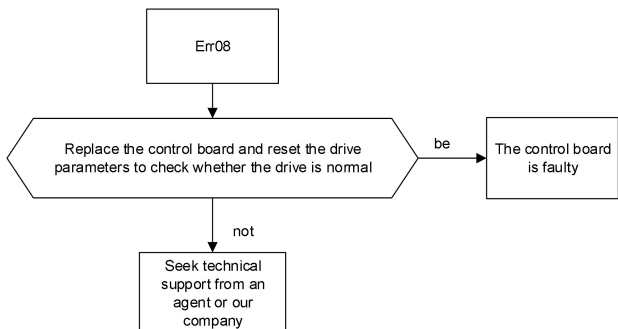 Err08
Replace the control board and reset the drive
parameters to check whether the drive is normal
be
The control board
is faulty
not
Seek technical
support from an
agent or our
company